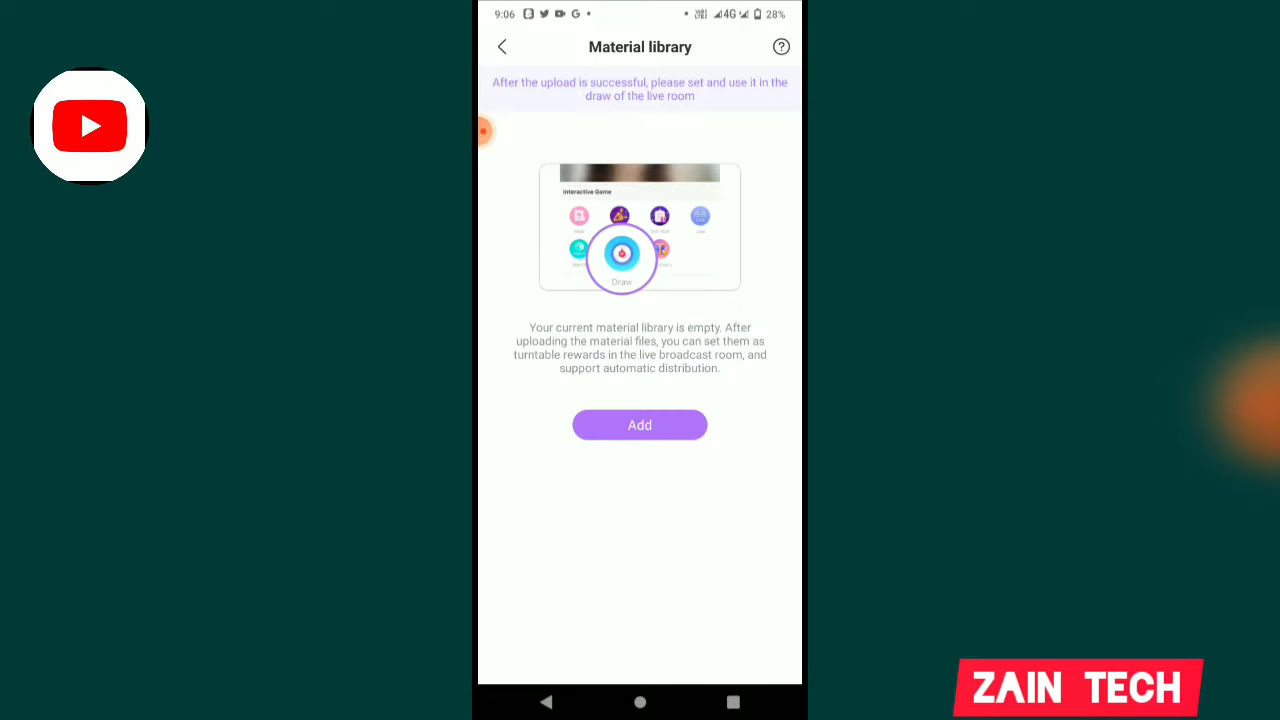 9:06
4G
28%
Material library
After the upload is successful, please set and use it in the
draw of the live room
Interactive Game
Draw
Your current material library is empty. After
uploading the material files, you can set them as
turntable rewards in the live broadcast room, and
support automatic distribution.
Add
ZAIN TECH